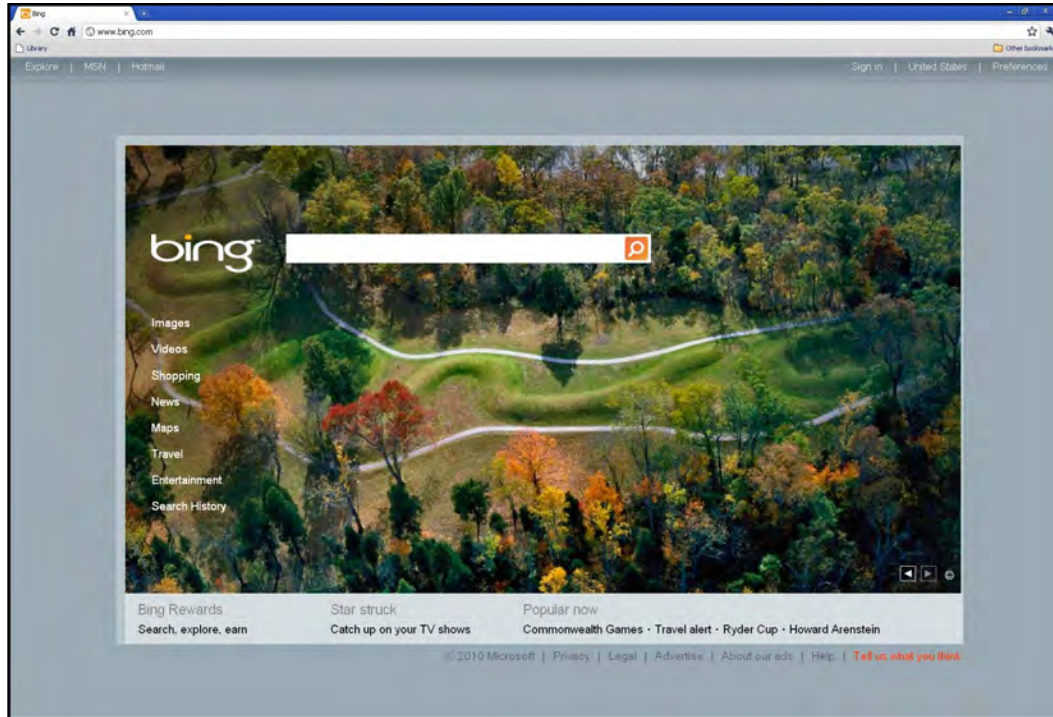 Bing
www.bing.com
Library
Other bookmark
Explore | MSN | Hotmail
Sign in | United States | Preferences
bing
Images
Videos
Shopping
News
Maps
Travel
Entertainment
Search History
Bing Rewards
Search, explore, earn
Star struck
Catch up on your TV shows
Popular now
Commonwealth Games · Travel alert · Ryder Cup · Howard Arenstein
© 2010 Microsoft | Privacy | Legal | Advertise | About our ads | Help | Tell us what you think